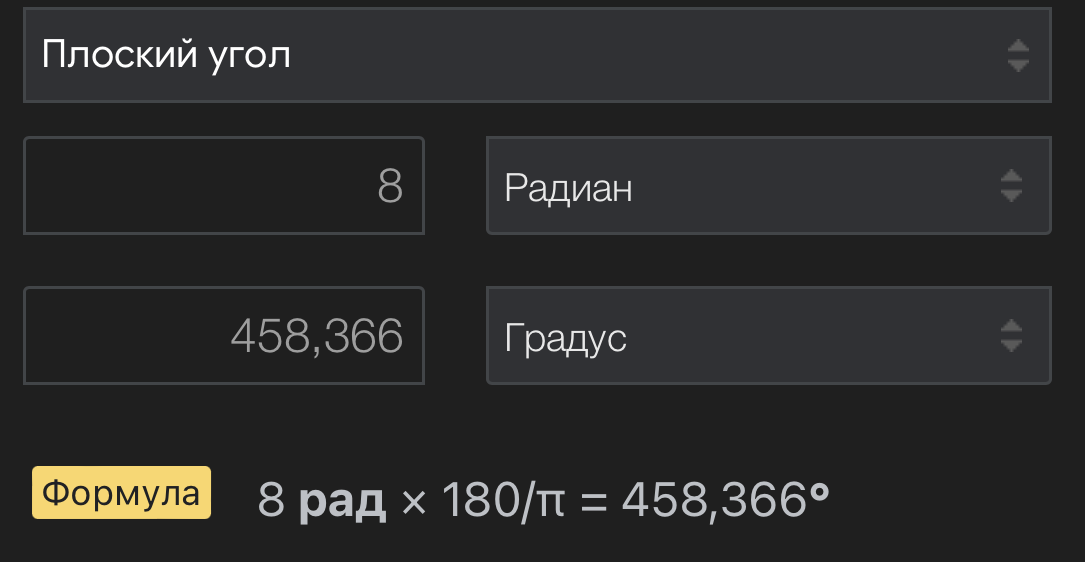 Плоский угол
8 Радиан
458,366 Градус
Формула 8 рад × 180/π = 458,366°